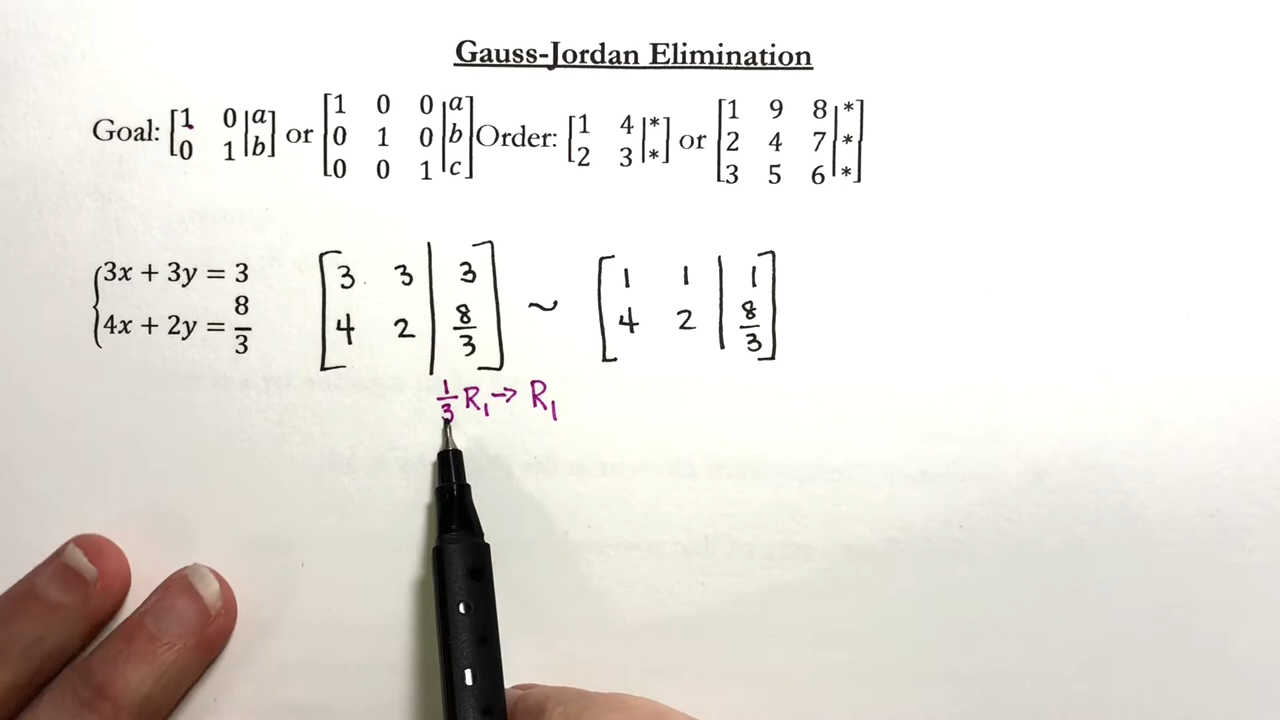 Gauss-Jordan Elimination
Goal: [1 0 | a] or [1 0 0 | a] Order: [1 4 | *] or [1 9 8 | *]
[0 1 | b] [0 1 0 | b] [2 3 | *] [2 4 7 | *]
[0 0 1 | c] [3 5 6 | *]
{3x + 3y = 3 [3 3 | 3] ~ [1 1 | 1]
{4x + 2y = 8/3 [4 2 | 8/3] [4 2 | 8/3]
1/3 R₁ → R₁